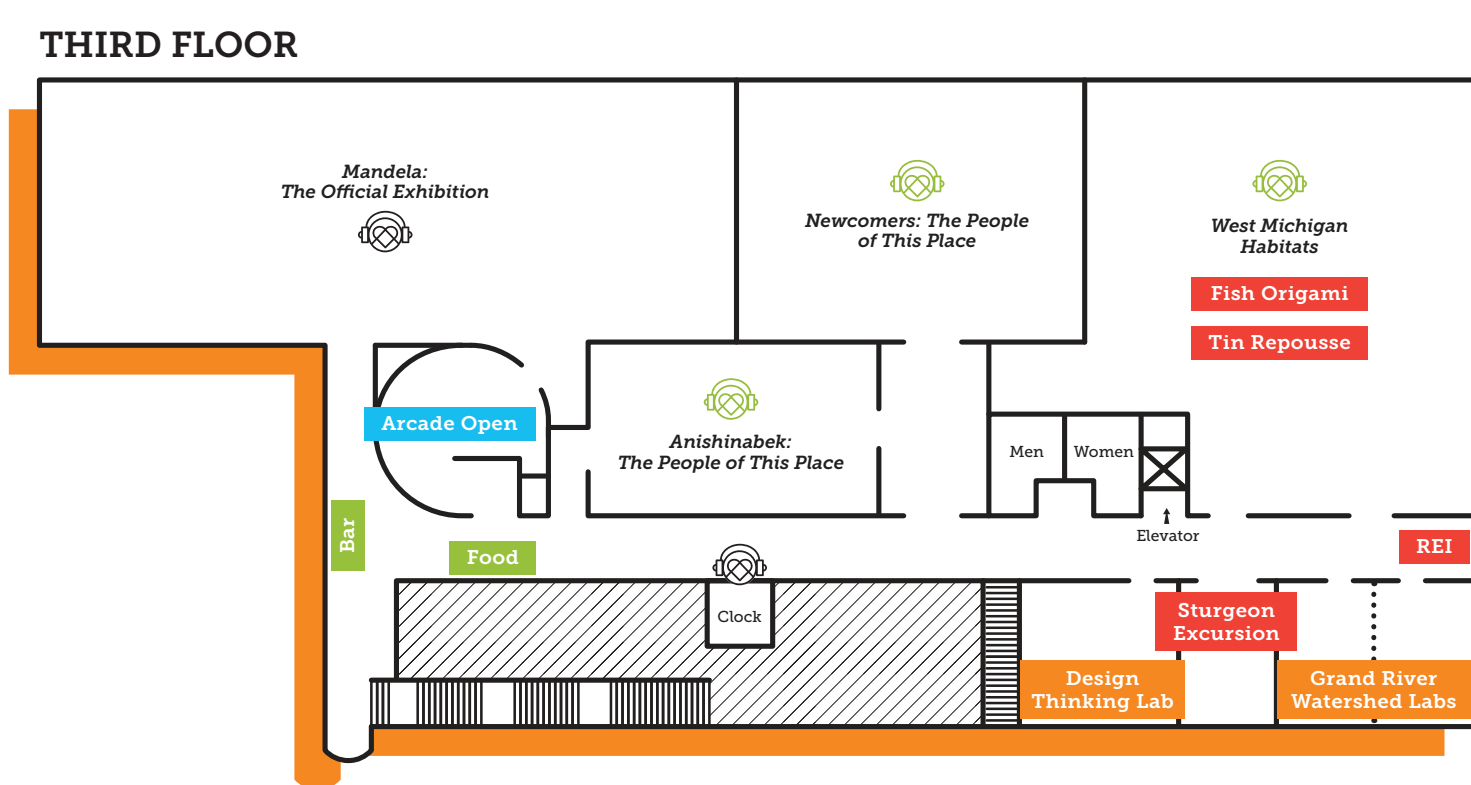 THIRD FLOOR
Mandela:
The Official Exhibition
Newcomers: The People
of This Place
West Michigan
Habitats
Fish Origami
Tin Repousse
Arcade Open
Anishinabek:
The People of This Place
Men
Women
Elevator
Bar
Food
REI
Clock
Sturgeon
Excursion
Design
Thinking Lab
Grand River
Watershed Labs